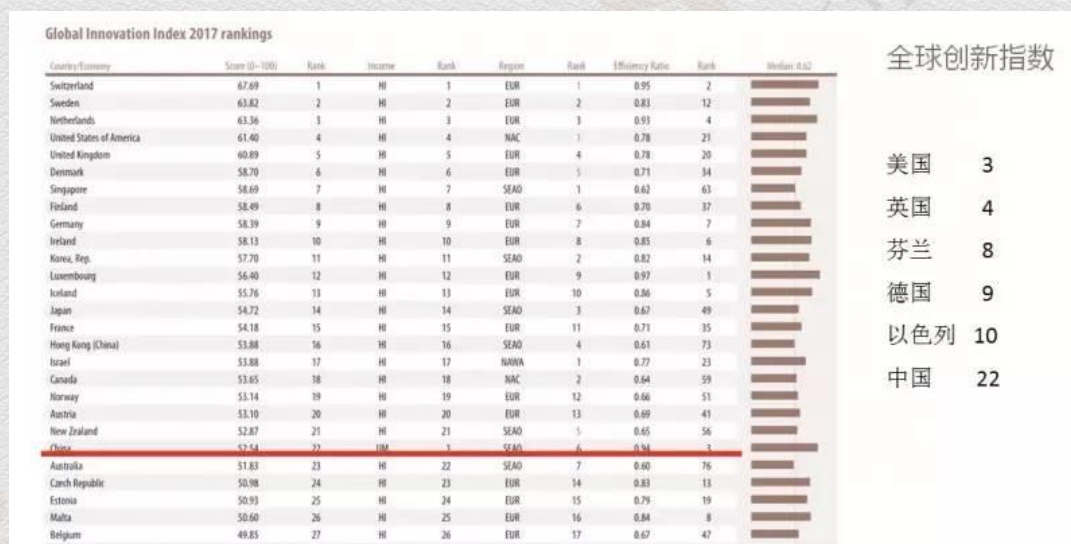 Global Innovation Index 2017 rankings
Country/Economy Score (0–100) Rank Income Rank Region Rank Efficiency Ratio Rank Median: 0.62
Switzerland 67.69 1 HI 1 EUR 1 0.95 2
Sweden 63.82 2 HI 2 EUR 2 0.83 12
Netherlands 63.36 3 HI 3 EUR 3 0.93 4
United States of America 61.40 4 HI 4 NAC 1 0.78 21
United Kingdom 60.89 5 HI 5 EUR 4 0.78 20
Denmark 58.70 6 HI 6 EUR 5 0.71 34
Singapore 58.69 7 HI 7 SEAO 1 0.62 63
Finland 58.49 8 HI 8 EUR 6 0.70 37
Germany 58.39 9 HI 9 EUR 7 0.84 7
Ireland 58.13 10 HI 10 EUR 8 0.85 6
Korea, Rep. 57.70 11 HI 11 SEAO 2 0.82 14
Luxembourg 56.40 12 HI 12 EUR 9 0.97 1
Iceland 55.76 13 HI 13 EUR 10 0.86 5
Japan 54.72 14 HI 14 SEAO 3 0.67 49
France 54.18 15 HI 15 EUR 11 0.71 35
Hong Kong (China) 53.88 16 HI 16 SEAO 4 0.61 73
Israel 53.88 17 HI 17 NAWA 1 0.77 23
Canada 53.65 18 HI 18 NAC 2 0.64 59
Norway 53.14 19 HI 19 EUR 12 0.66 51
Austria 53.10 20 HI 20 EUR 13 0.69 41
New Zealand 52.87 21 HI 21 SEAO 5 0.65 56
China 52.54 22 UM 1 SEAO 6 0.94 3
Australia 51.83 23 HI 22 SEAO 7 0.60 76
Czech Republic 50.98 24 HI 23 EUR 14 0.83 13
Estonia 50.93 25 HI 24 EUR 15 0.79 19
Malta 50.60 26 HI 25 EUR 16 0.84 8
Belgium 49.85 27 HI 26 EUR 17 0.67 47
全球创新指数
美国 3
英国 4
芬兰 8
德国 9
以色列 10
中国 22